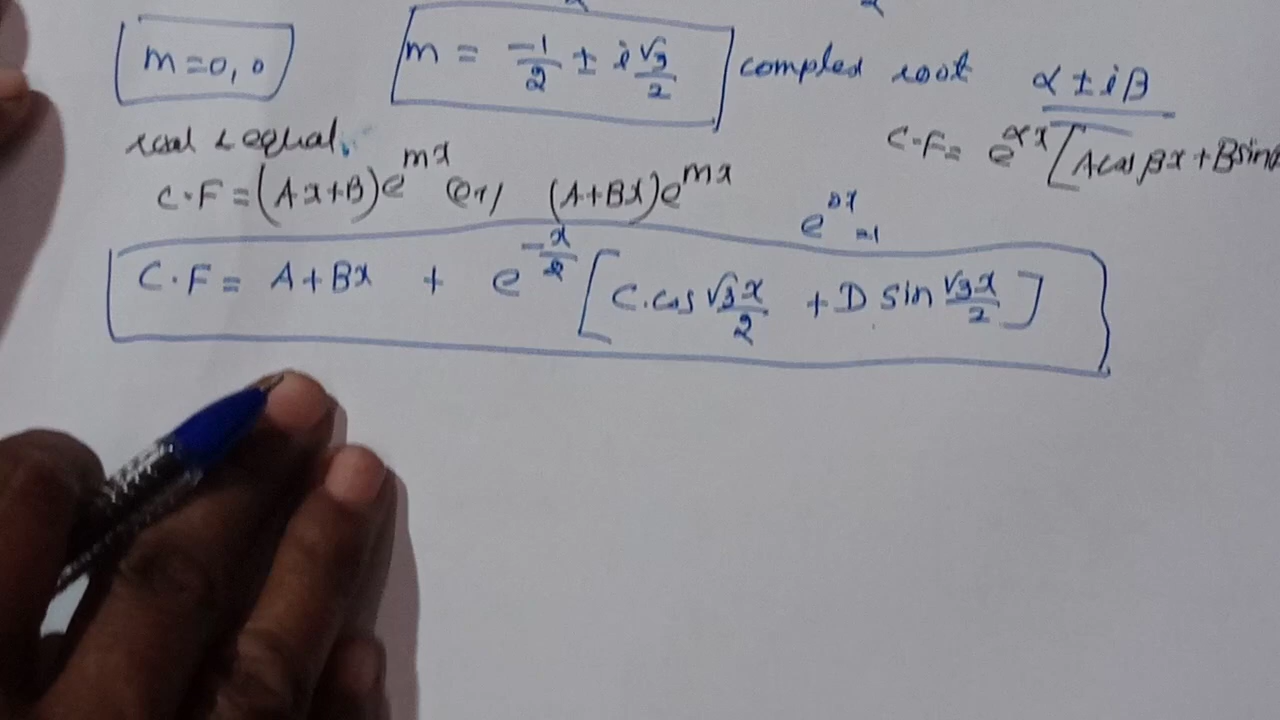 m=0,0 m = -1/2 ± i √3/2 complex root α ± iβ
real & equal. C.F= e^αx [A cos βx + B sin
C.F = (Ax+B)e^mx (or) (A+Bx)e^mx
e^0x =1
C.F = A+Bx + e^-x/2 [C.cos √3x/2 + D sin √3x/2]